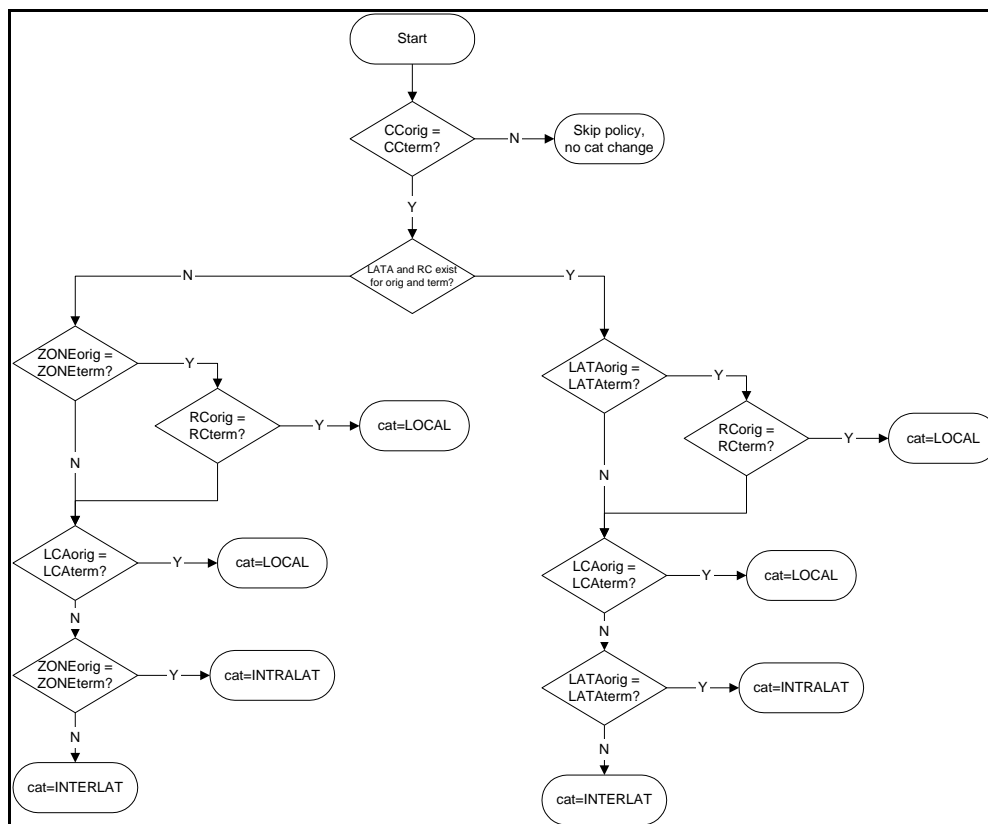 Start
CCorig =
CCterm?
N
Skip policy,
no cat change
Y
LATA and RC exist
for orig and term?
N
Y
ZONEorig =
ZONEterm?
Y
RCorig =
RCterm?
Y
cat=LOCAL
N
LCAorig =
LCAterm?
Y
cat=LOCAL
N
ZONEorig =
ZONEterm?
Y
cat=INTRALAT
N
cat=INTERLAT
LATAorig =
LATAterm?
Y
RCorig =
RCterm?
Y
cat=LOCAL
N
LCAorig =
LCAterm?
Y
cat=LOCAL
N
LATAorig =
LATAterm?
Y
cat=INTRALAT
N
cat=INTERLAT